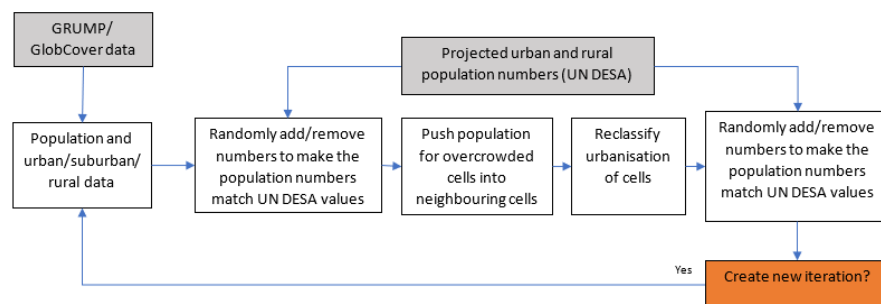 GRUMP/
GlobCover data
Projected urban and rural
population numbers (UN DESA)
Population and
urban/suburban/
rural data
Randomly add/remove
numbers to make the
population numbers
match UN DESA values
Push population
for overcrowded
cells into
neighbouring cells
Reclassify
urbanisation
of cells
Randomly add/remove
numbers to make the
population numbers
match UN DESA values
Yes
Create new iteration?